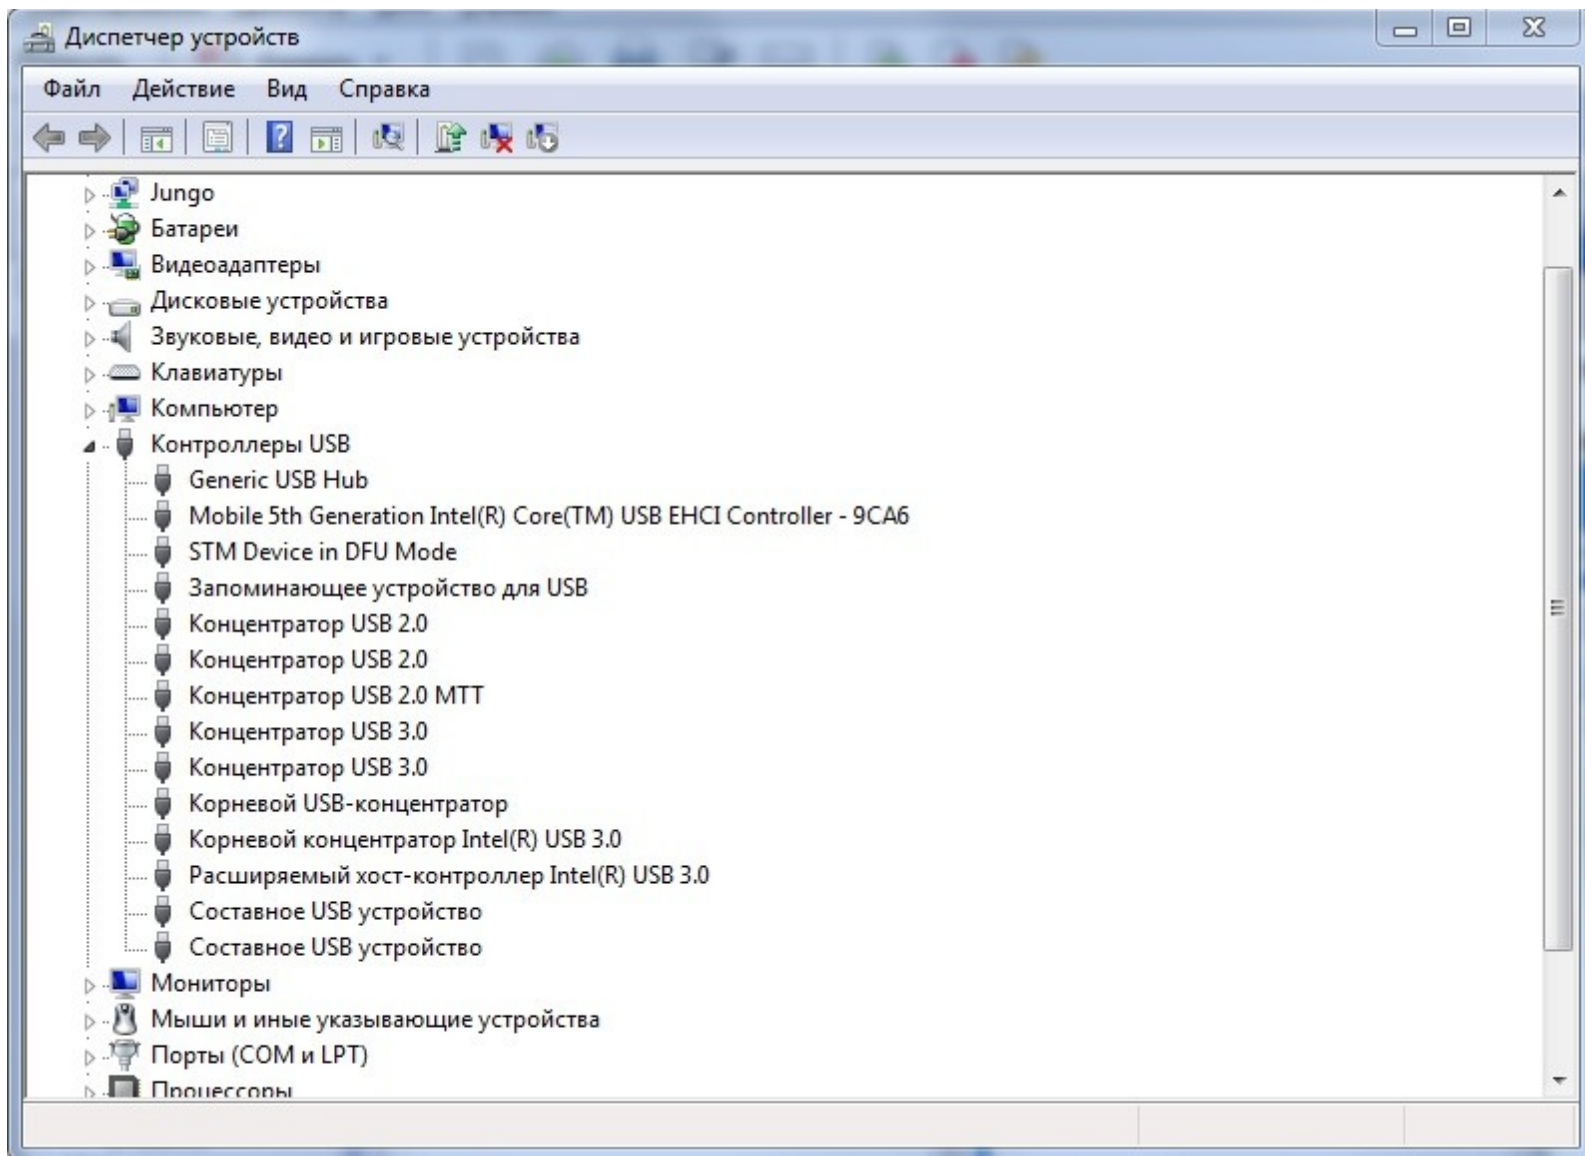 Диспетчер устройств
Файл Действие Вид Справка
Jungo
Батареи
Видеоадаптеры
Дисковые устройства
Звуковые, видео и игровые устройства
Клавиатуры
Компьютер
Контроллеры USB
Generic USB Hub
Mobile 5th Generation Intel(R) Core(TM) USB EHCI Controller - 9CA6
STM Device in DFU Mode
Запоминающее устройство для USB
Концентратор USB 2.0
Концентратор USB 2.0
Концентратор USB 2.0 MTT
Концентратор USB 3.0
Концентратор USB 3.0
Корневой USB-концентратор
Корневой концентратор Intel(R) USB 3.0
Расширяемый хост-контроллер Intel(R) USB 3.0
Составное USB устройство
Составное USB устройство
Мониторы
Мыши и иные указывающие устройства
Порты (COM и LPT)
Процессоры